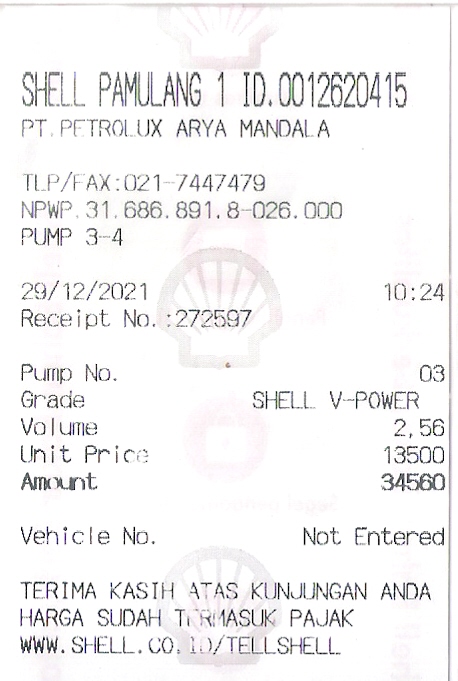 SHELL PAMULANG 1 ID.0012620415
PT.PETROLUX ARYA MANDALA
TLP/FAX:021-7447479
NPWP.31.686.891.8-026.000
PUMP 3-4
29/12/2021 10:24
Receipt No.:272597
Pump No. 03
Grade SHELL V-POWER
Volume 2,56
Unit Price 13500
Amount 34560
Vehicle No. Not Entered
TERIMA KASIH ATAS KUNJUNGAN ANDA
HARGA SUDAH TERMASUK PAJAK
WWW.SHELL.CO.ID/TELLSHELL